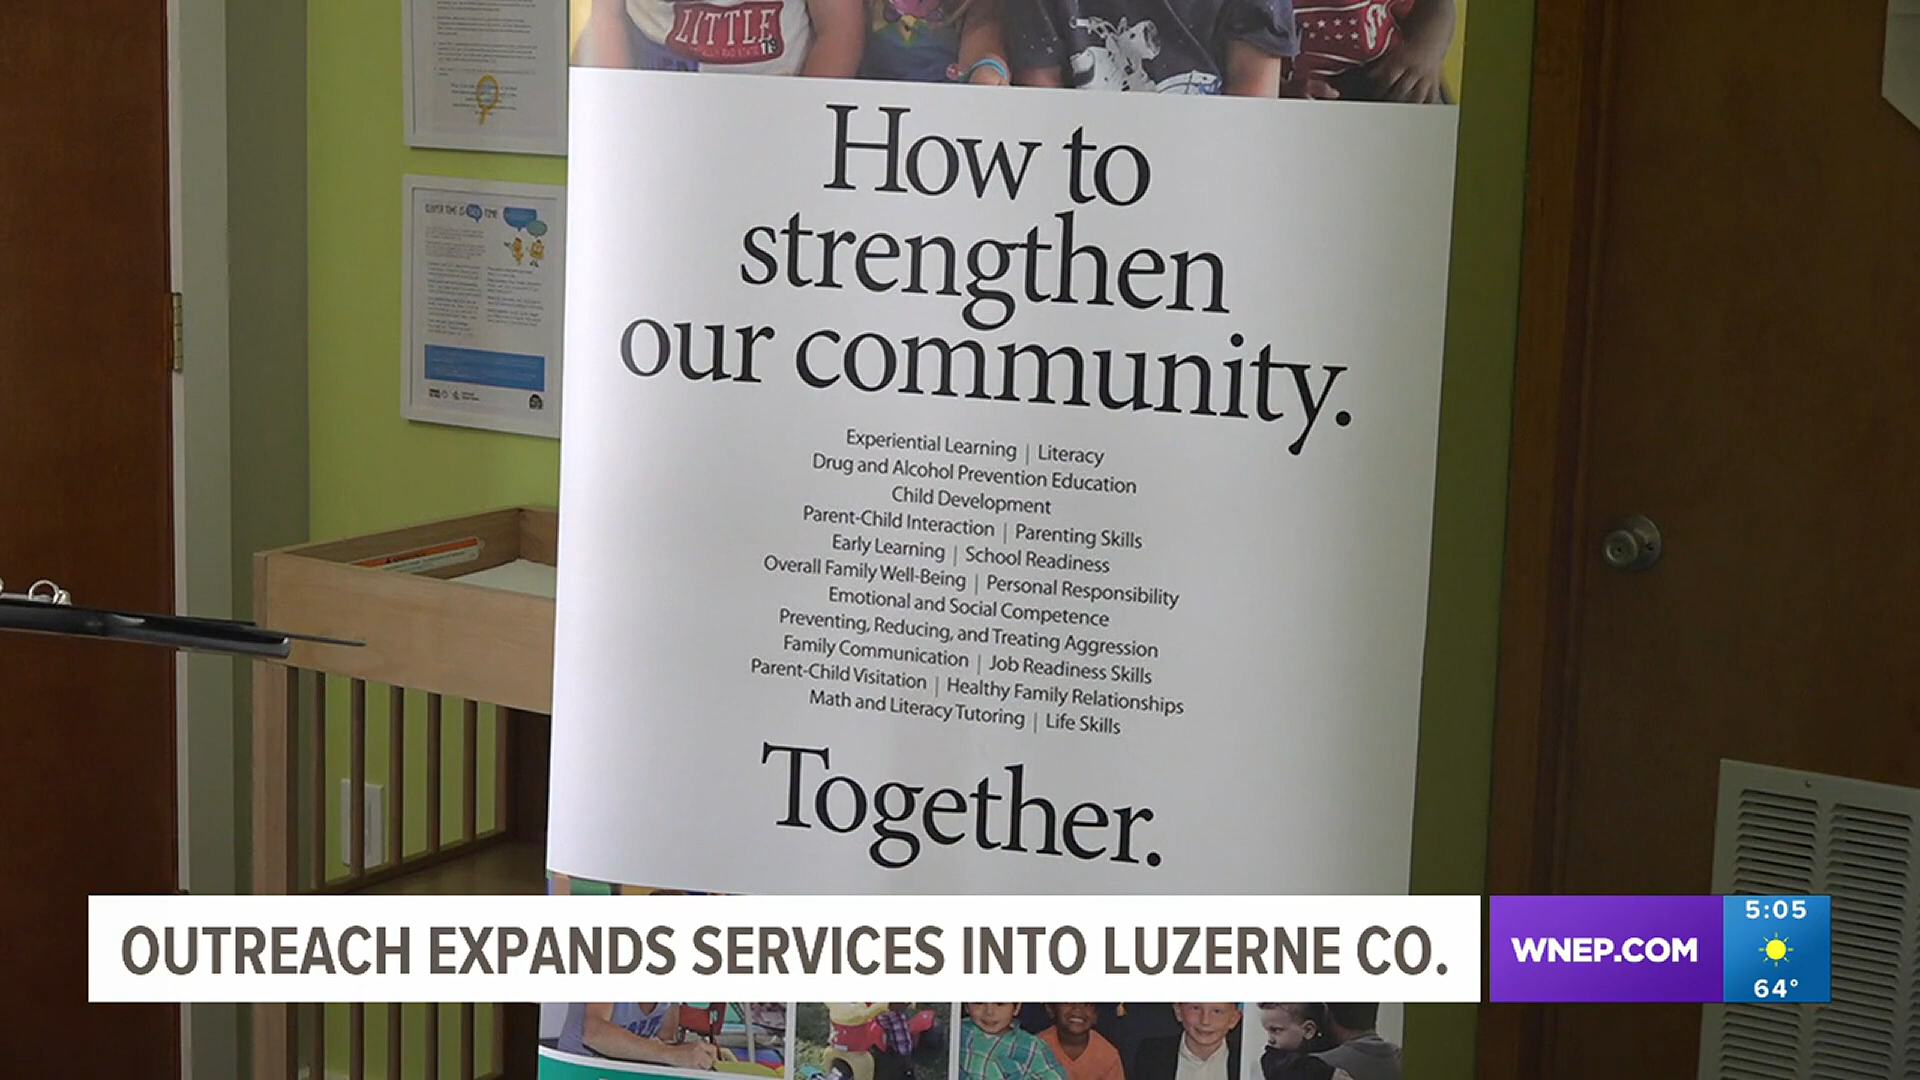 LITTLE
How to
strengthen
our community.
Experiential Learning | Literacy
Drug and Alcohol Prevention Education
Child Development
Parent-Child Interaction | Parenting Skills
Early Learning | School Readiness
Overall Family Well-Being | Personal Responsibility
Emotional and Social Competence
Preventing, Reducing, and Treating Aggression
Family Communication | Job Readiness Skills
Parent-Child Visitation | Healthy Family Relationships
Math and Literacy Tutoring | Life Skills
Together.
OUTREACH EXPANDS SERVICES INTO LUZERNE CO.
WNEP.COM
5:05
64°